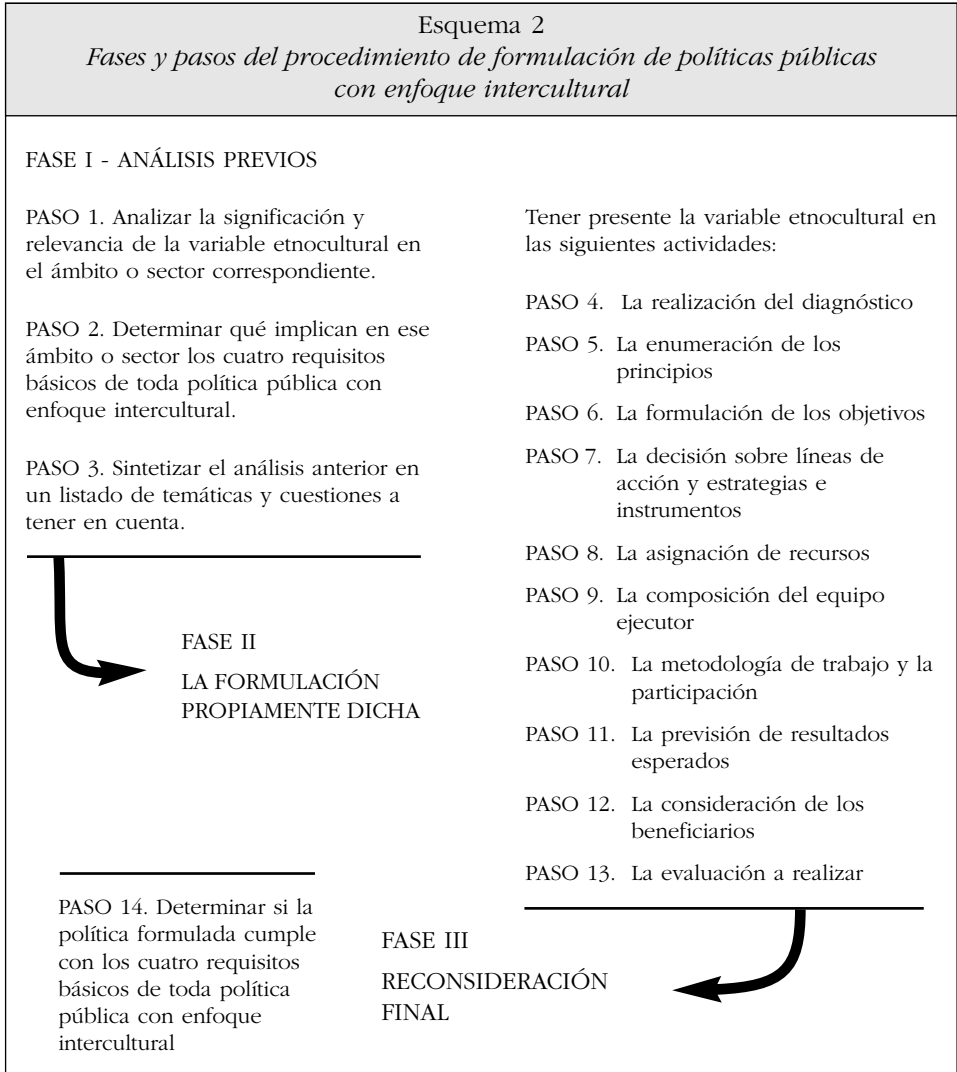 Esquema 2
Fases y pasos del procedimiento de formulación de políticas públicas
con enfoque intercultural
FASE I - ANÁLISIS PREVIOS
PASO 1. Analizar la significación y
relevancia de la variable etnocultural en
el ámbito o sector correspondiente.
PASO 2. Determinar qué implican en ese
ámbito o sector los cuatro requisitos
básicos de toda política pública con
enfoque intercultural.
PASO 3. Sintetizar el análisis anterior en
un listado de temáticas y cuestiones a
tener en cuenta.
FASE II
LA FORMULACIÓN
PROPIAMENTE DICHA
Tener presente la variable etnocultural en
las siguientes actividades:
PASO 4. La realización del diagnóstico
PASO 5. La enumeración de los
principios
PASO 6. La formulación de los objetivos
PASO 7. La decisión sobre líneas de
acción y estrategias e
instrumentos
PASO 8. La asignación de recursos
PASO 9. La composición del equipo
ejecutor
PASO 10. La metodología de trabajo y la
participación
PASO 11. La previsión de resultados
esperados
PASO 12. La consideración de los
beneficiarios
PASO 13. La evaluación a realizar
FASE III
RECONSIDERACIÓN
FINAL
PASO 14. Determinar si la
política formulada cumple
con los cuatro requisitos
básicos de toda política
pública con enfoque
intercultural